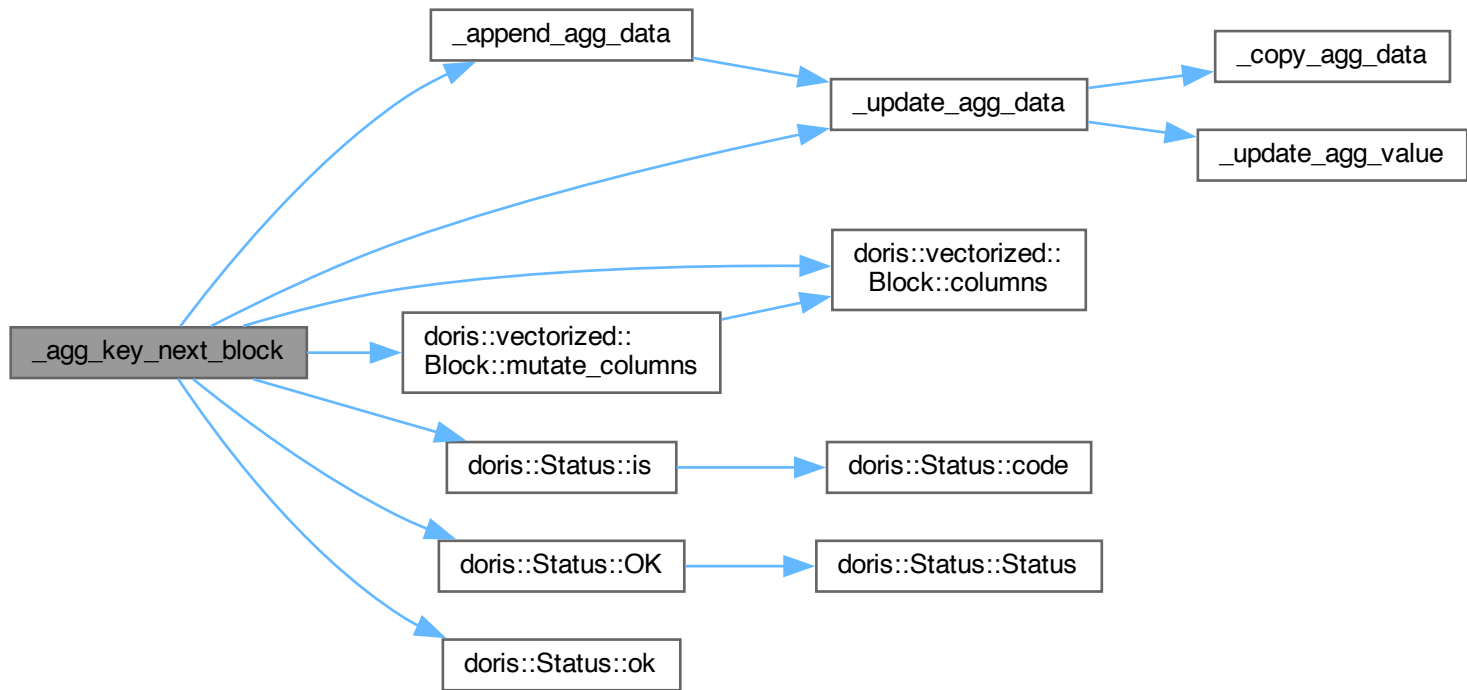 _append_agg_data
_copy_agg_data
_update_agg_data
_update_agg_value
doris::vectorized::
Block::columns
_agg_key_next_block
doris::vectorized::
Block::mutate_columns
doris::Status::is
doris::Status::code
doris::Status::OK
doris::Status::Status
doris::Status::ok